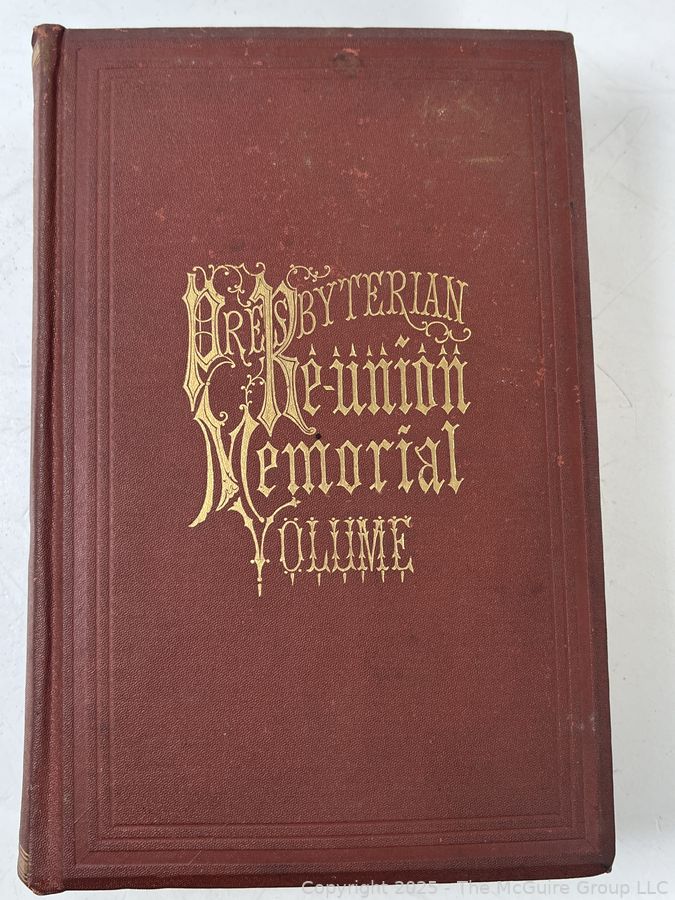 PRESBYTERIAN
Re-union
Memorial
VOLUME
Copyright 2025 - The McGuire Group LLC